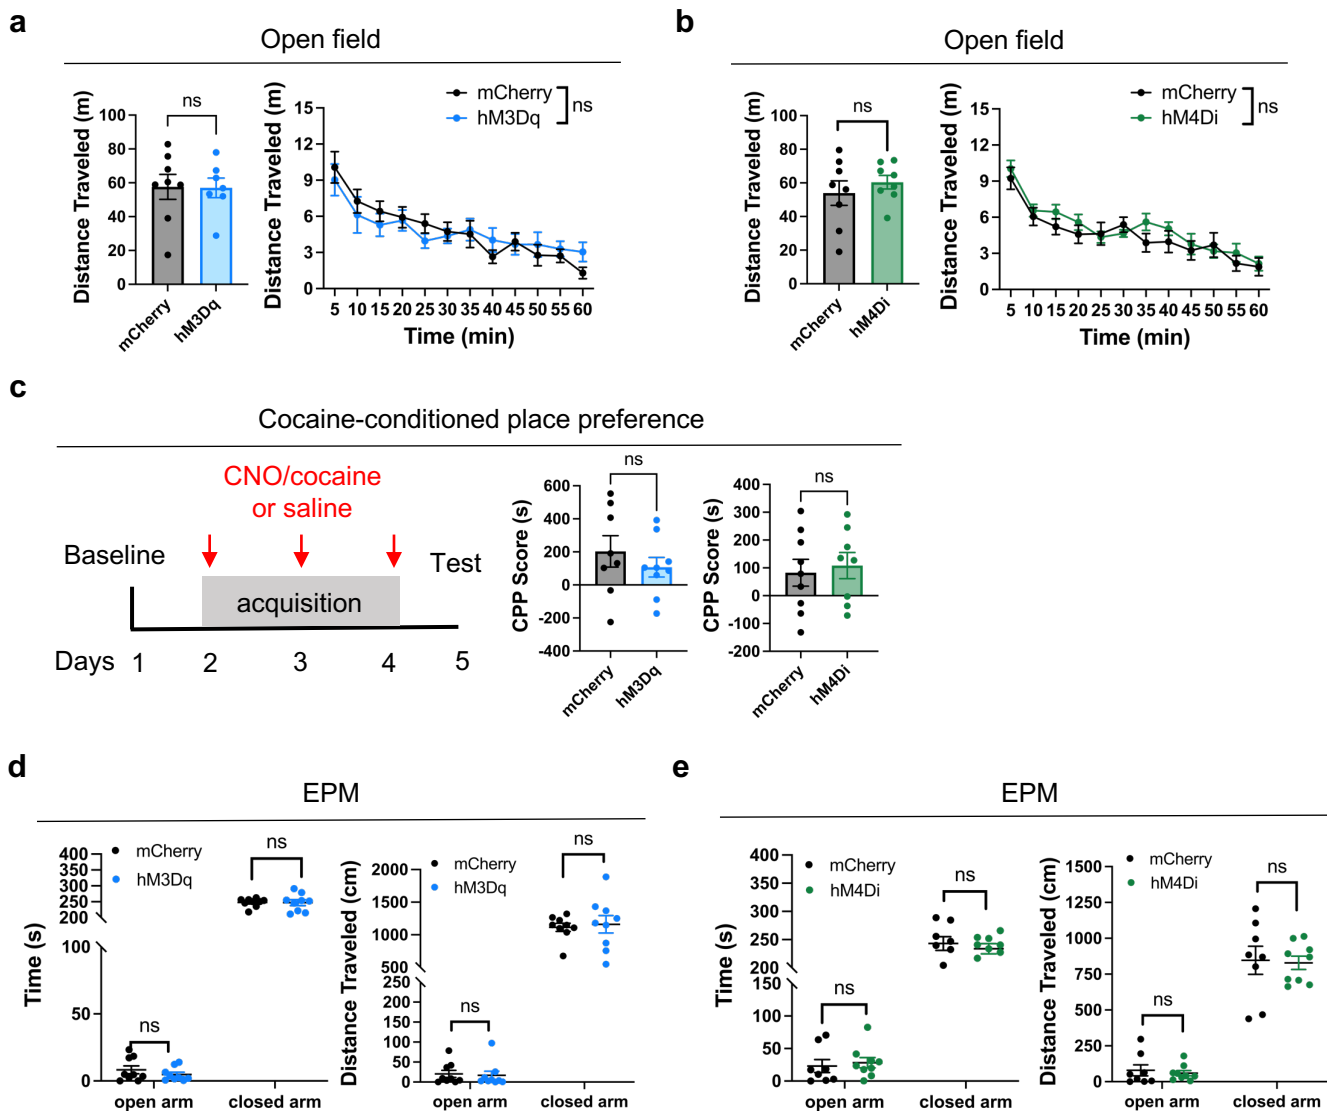 a
Open field
Distance Traveled (m)
100
80
60
40
20
0
ns
mCherry
hM3Dq
Distance Traveled (m)
15
12
9
6
3
0
mCherry
hM3Dq
ns
5 10 15 20 25 30 35 40 45 50 55 60
Time (min)
b
Open field
Distance Traveled (m)
100
80
60
40
20
0
ns
mCherry
hM4Di
Distance Traveled (m)
15
12
9
6
3
0
mCherry
hM4Di
ns
5 10 15 20 25 30 35 40 45 50 55 60
Time (min)
c
Cocaine-conditioned place preference
CNO/cocaine
or saline
Baseline
Test
acquisition
Days 1 2 3 4 5
CPP Score (s)
600
400
200
0
-200
-400
ns
mCherry
hM3Dq
CPP Score (s)
400
300
200
100
0
-100
-200
ns
mCherry
hM4Di
d
EPM
Time (s)
400
350
300
250
200
100
50
0
mCherry
hM3Dq
ns
ns
open arm closed arm
Distance Traveled (cm)
2000
1500
1000
500
250
200
150
100
50
0
mCherry
hM3Dq
ns
ns
open arm closed arm
e
EPM
Time (s)
400
350
300
250
200
150
100
50
0
mCherry
hM4Di
ns
ns
open arm closed arm
Distance Traveled (cm)
1500
1250
1000
750
500
250
0
mCherry
hM4Di
ns
ns
open arm closed arm